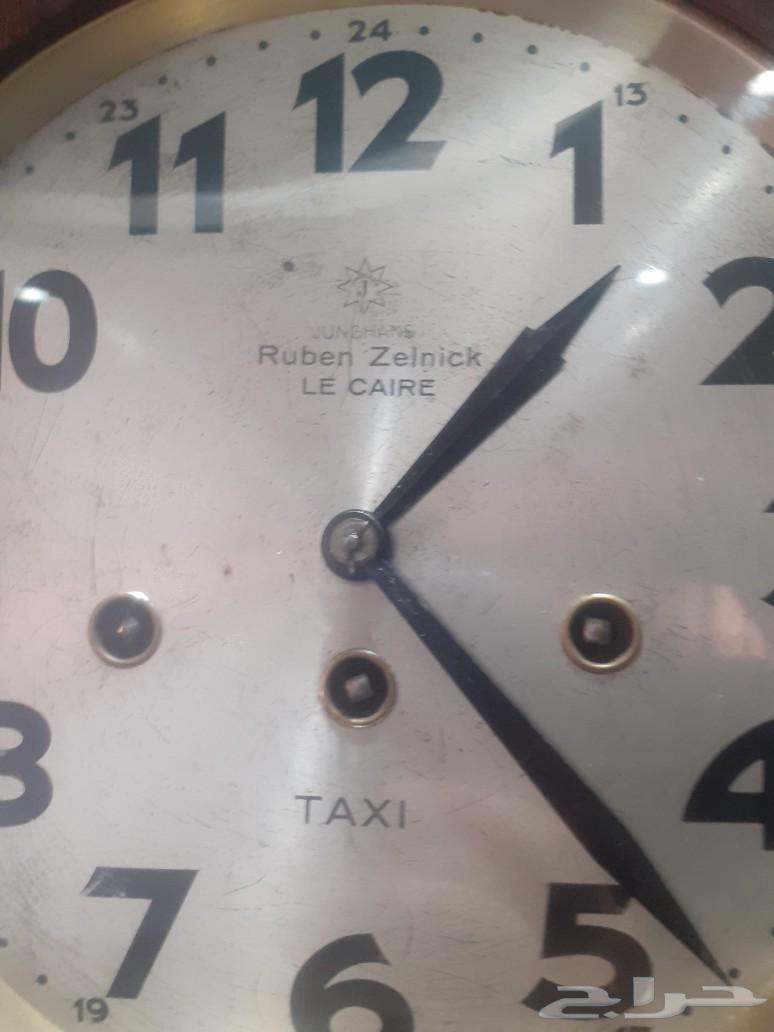 24
23
13
12
11
1
10
2
J
JUNGHANS
Ruben Zelnick
LE CAIRE
8
4
TAXI
7
5
6
19
حراج